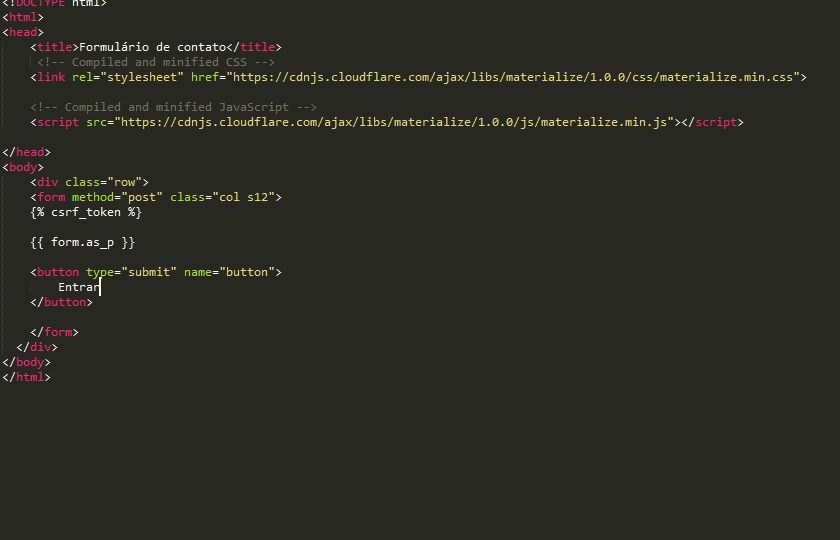 <!DOCTYPE html>
<html>
<head>
<title>Formulário de contato</title>
<!-- Compiled and minified CSS -->
<link rel="stylesheet" href="https://cdnjs.cloudflare.com/ajax/libs/materialize/1.0.0/css/materialize.min.css">
<!-- Compiled and minified JavaScript -->
<script src="https://cdnjs.cloudflare.com/ajax/libs/materialize/1.0.0/js/materialize.min.js"></script>
</head>
<body>
<div class="row">
<form method="post" class="col s12">
{% csrf_token %}
{{ form.as_p }}
<button type="submit" name="button">
Entrar
</button>
</form>
</div>
</body>
</html>